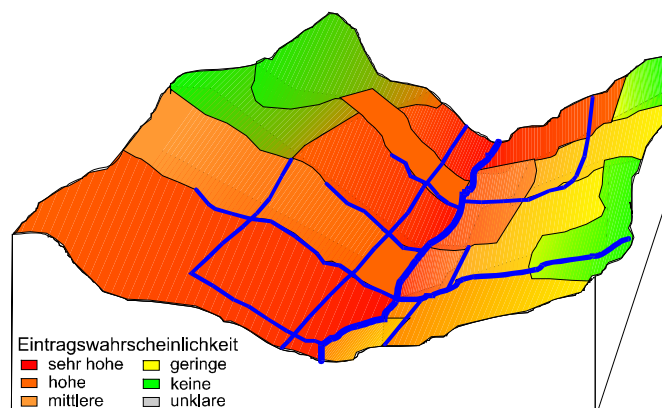 Eintragswahrscheinlichkeit
sehr hohe
geringe
hohe
keine
mittlere
unklare